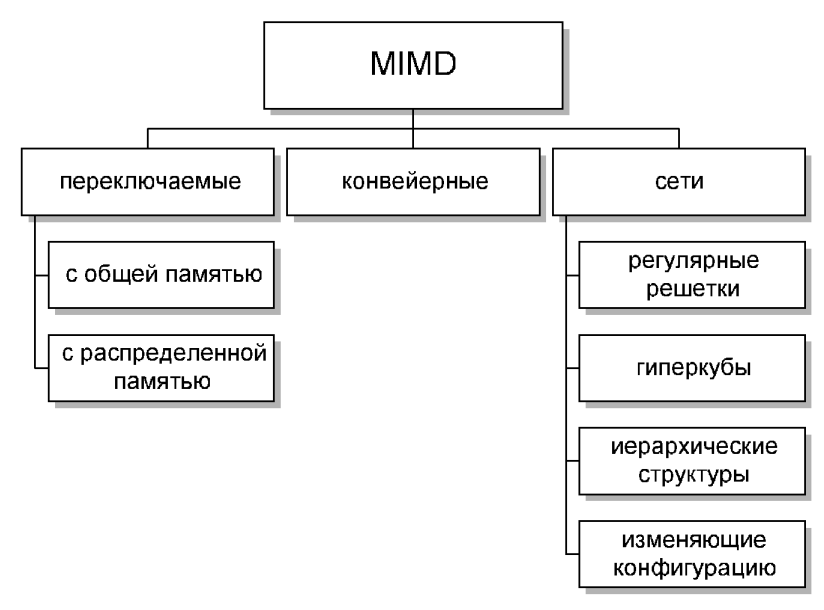 MIMD
переключаемые
конвейерные
сети
с общей памятью
с распределенной
памятью
регулярные
решетки
гиперкубы
иерархические
структуры
изменяющие
конфигурацию